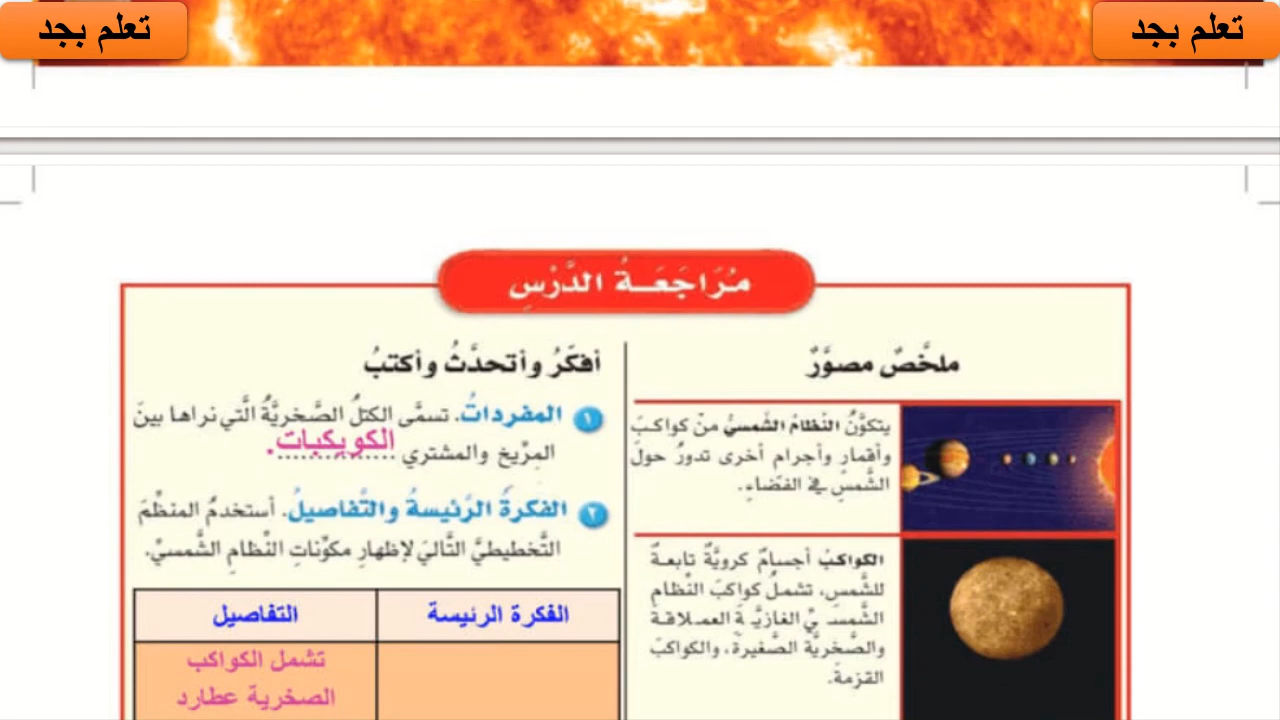 تعلم بجد
تعلم بجد
مُرَاجَعَةُ الدَّرْسِ
ملخَّصٌ مصوَّرٌ
يتكوَّنُ النِّظامُ الشَّمسيُّ منْ كواكبَ
وأقمارٍ وأجرامٍ أخرى تدورُ حولَ
الشَّمسِ في الفضاءِ.
الكواكبُ أجسامٌ كرويَّةٌ تابعةٌ
للشَّمسِ، تشملُ كواكبَ النِّظامِ
الشَّمسيِّ الغازيَّةَ العملاقةَ
والصَّخريَّةَ الصَّغيرةَ، والكواكبَ
القزمةَ.
أفكّرُ وأتحدَّثُ وأكتبُ
١ المفرداتُ. تسمَّى الكتلُ الصَّخريَّةُ الَّتي نراها بينَ
المرِّيخِ والمشتري الكويكبات.
٢ الفكرةُ الرَّئيسةُ والتَّفاصيلُ. أستخدمُ المنظِّمَ
التَّخطيطيَّ التَّاليَ لإظهارِ مكوِّناتِ النِّظامِ الشَّمسيِّ.
الفكرة الرئيسة التفاصيل
تشمل الكواكب
الصخرية عطارد